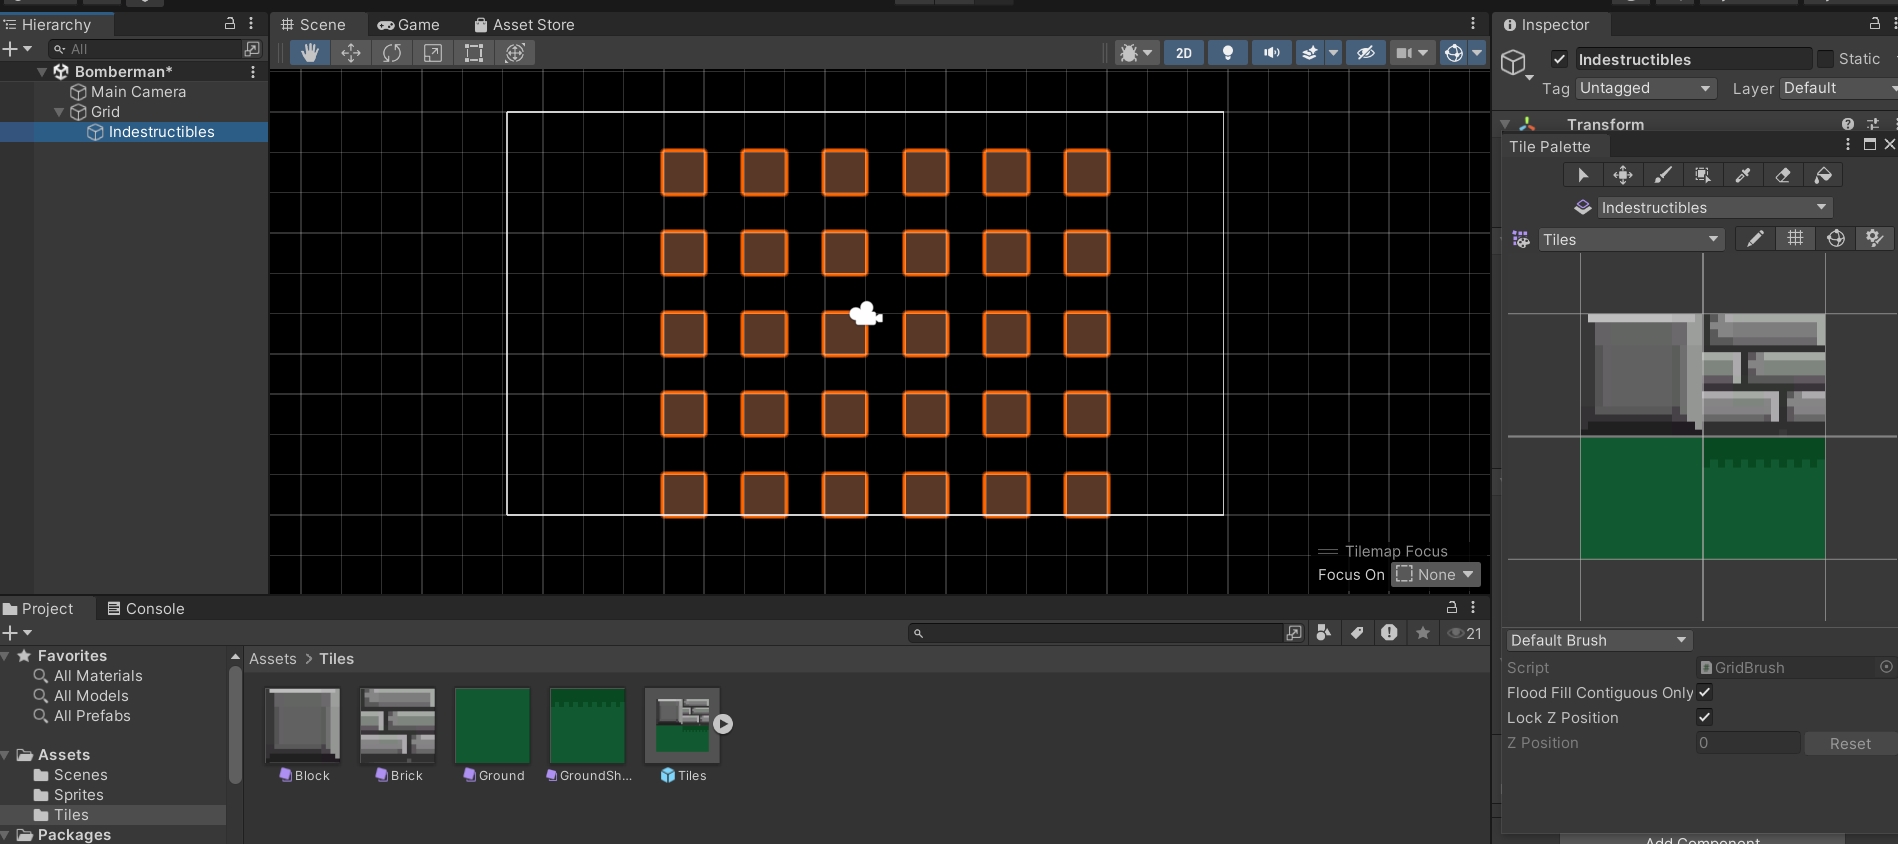 Hierarchy
All
Bomberman*
Main Camera
Grid
Indestructibles
Scene
Game
Asset Store
2D
Tilemap Focus
Focus On
None
Inspector
Indestructibles
Static
Tag
Untagged
Layer
Default
Transform
Tile Palette
Indestructibles
Tiles
Default Brush
Script
GridBrush
Flood Fill Contiguous Only
Lock Z Position
Z Position
0
Reset
Add Component
Project
Console
21
Favorites
All Materials
All Models
All Prefabs
Assets
Scenes
Sprites
Tiles
Packages
Assets > Tiles
Block
Brick
Ground
GroundSh...
Tiles